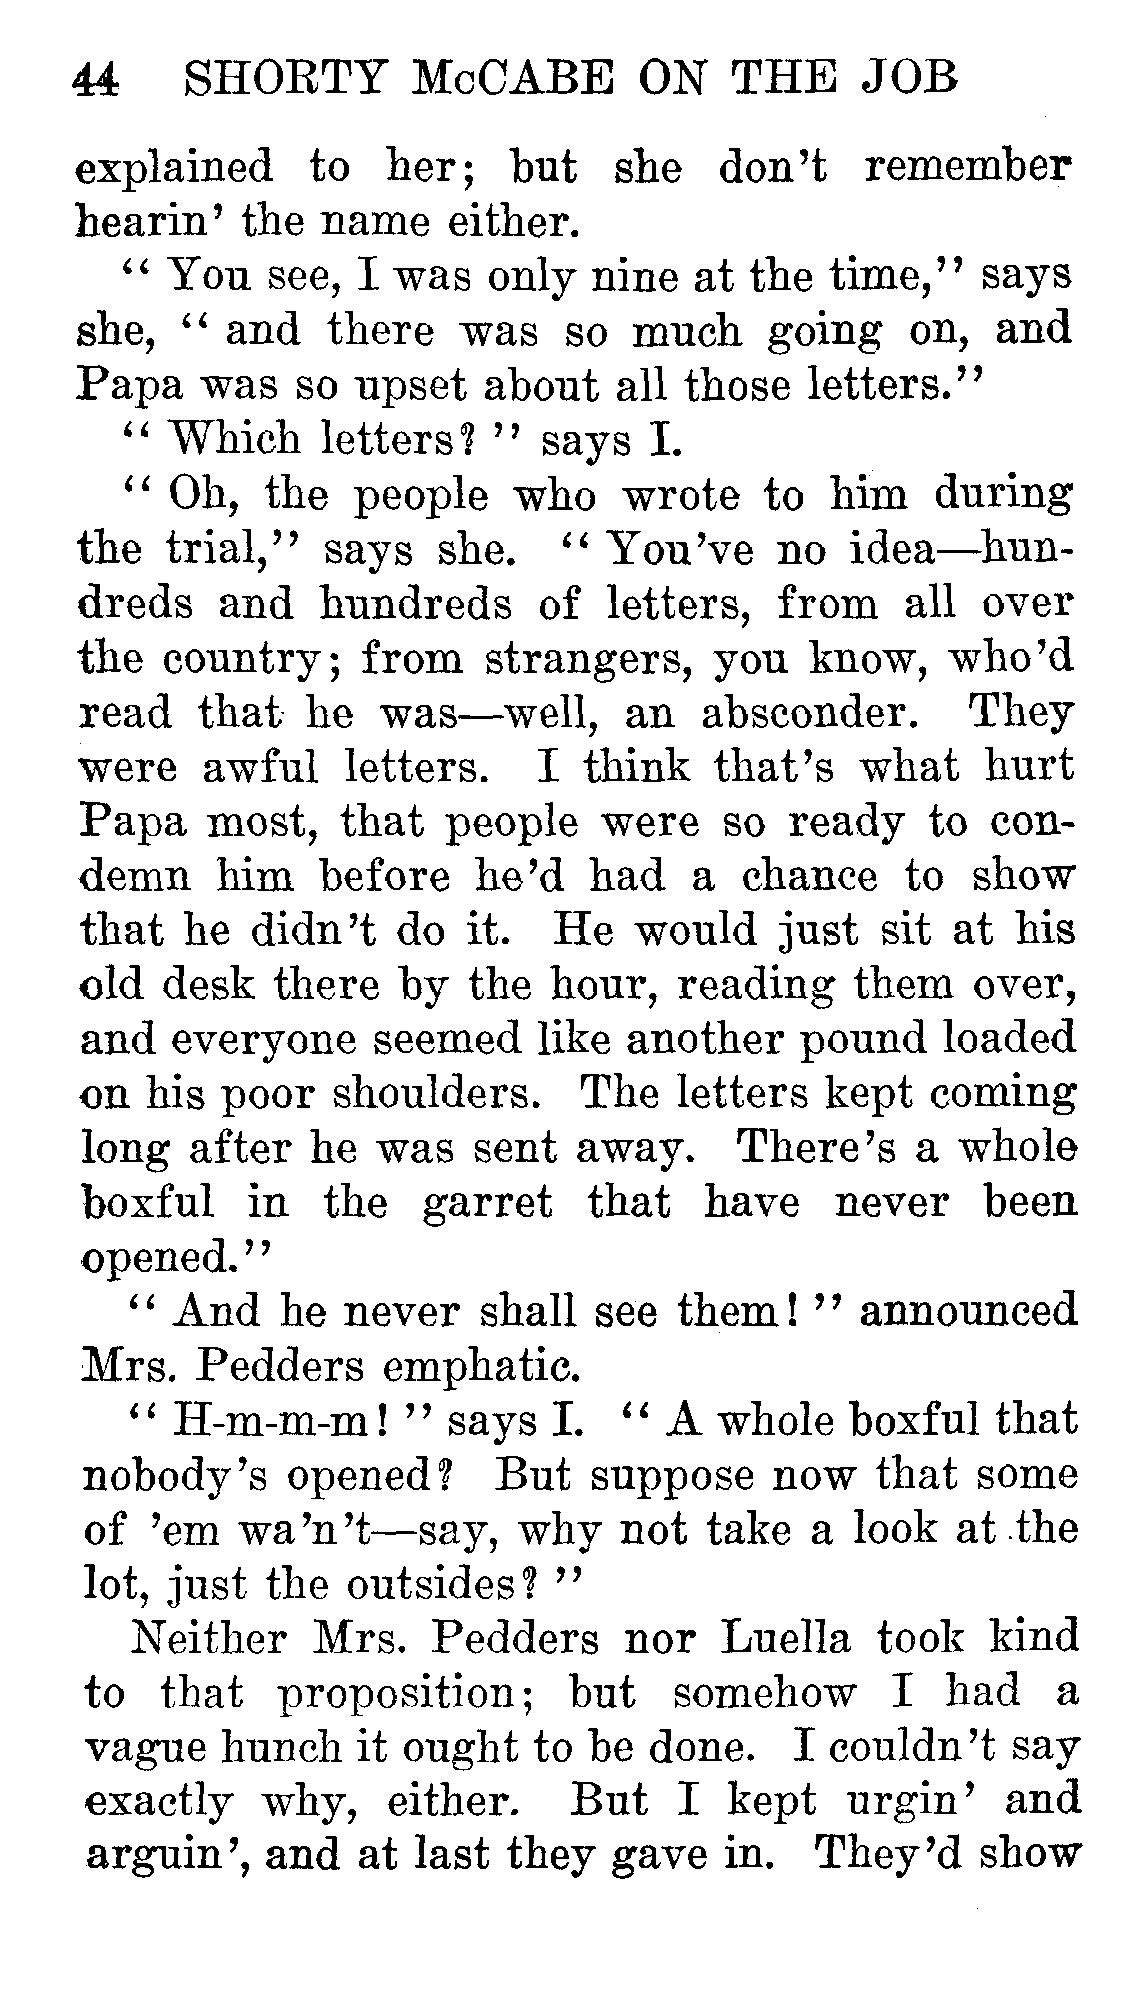 44 SHORTY McCABE ON THE JOB
explained to her; but she don't remember
hearin' the name either.
"You see, I was only nine at the time," says
she, "and there was so much going on, and
Papa was so upset about all those letters."
"Which letters?" says I.
"Oh, the people who wrote to him during
the trial," says she. "You've no idea—hun-
dreds and hundreds of letters, from all over
the country; from strangers, you know, who'd
read that he was—well, an absconder. They
were awful letters. I think that's what hurt
Papa most, that people were so ready to con-
demn him before he'd had a chance to show
that he didn't do it. He would just sit at his
old desk there by the hour, reading them over,
and everyone seemed like another pound loaded
on his poor shoulders. The letters kept coming
long after he was sent away. There's a whole
boxful in the garret that have never been
opened."
"And he never shall see them!" announced
Mrs. Pedders emphatic.
"H-m-m-m!" says I. "A whole boxful that
nobody's opened? But suppose now that some
of 'em wa'n't—say, why not take a look at the
lot, just the outsides?"
Neither Mrs. Pedders nor Luella took kind
to that proposition; but somehow I had a
vague hunch it ought to be done. I couldn't say
exactly why, either. But I kept urgin' and
arguin', and at last they gave in. They'd show